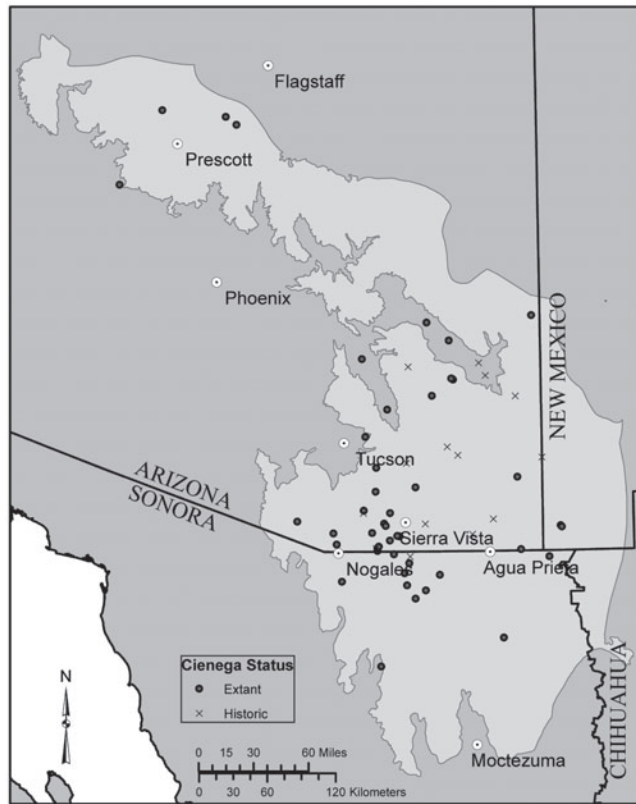 Flagstaff
Prescott
Phoenix
NEW MEXICO
Tucson
ARIZONA
SONORA
Sierra Vista
Nogales
Agua Prieta
Cienega Status
Extant
Historic
N
0 15 30 60 Miles
0 30 60 120 Kilometers
Moctezuma
CHIHUAHUA